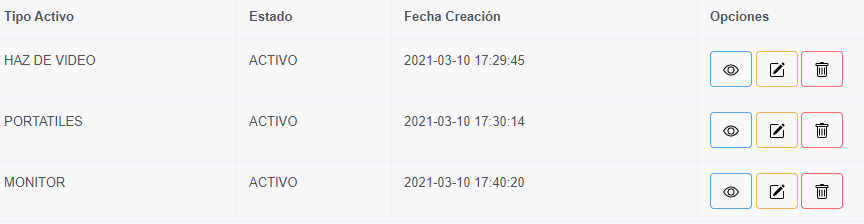 Tipo Activo Estado Fecha Creación Opciones
HAZ DE VIDEO ACTIVO 2021-03-10 17:29:45
PORTATILES ACTIVO 2021-03-10 17:30:14
MONITOR ACTIVO 2021-03-10 17:40:20